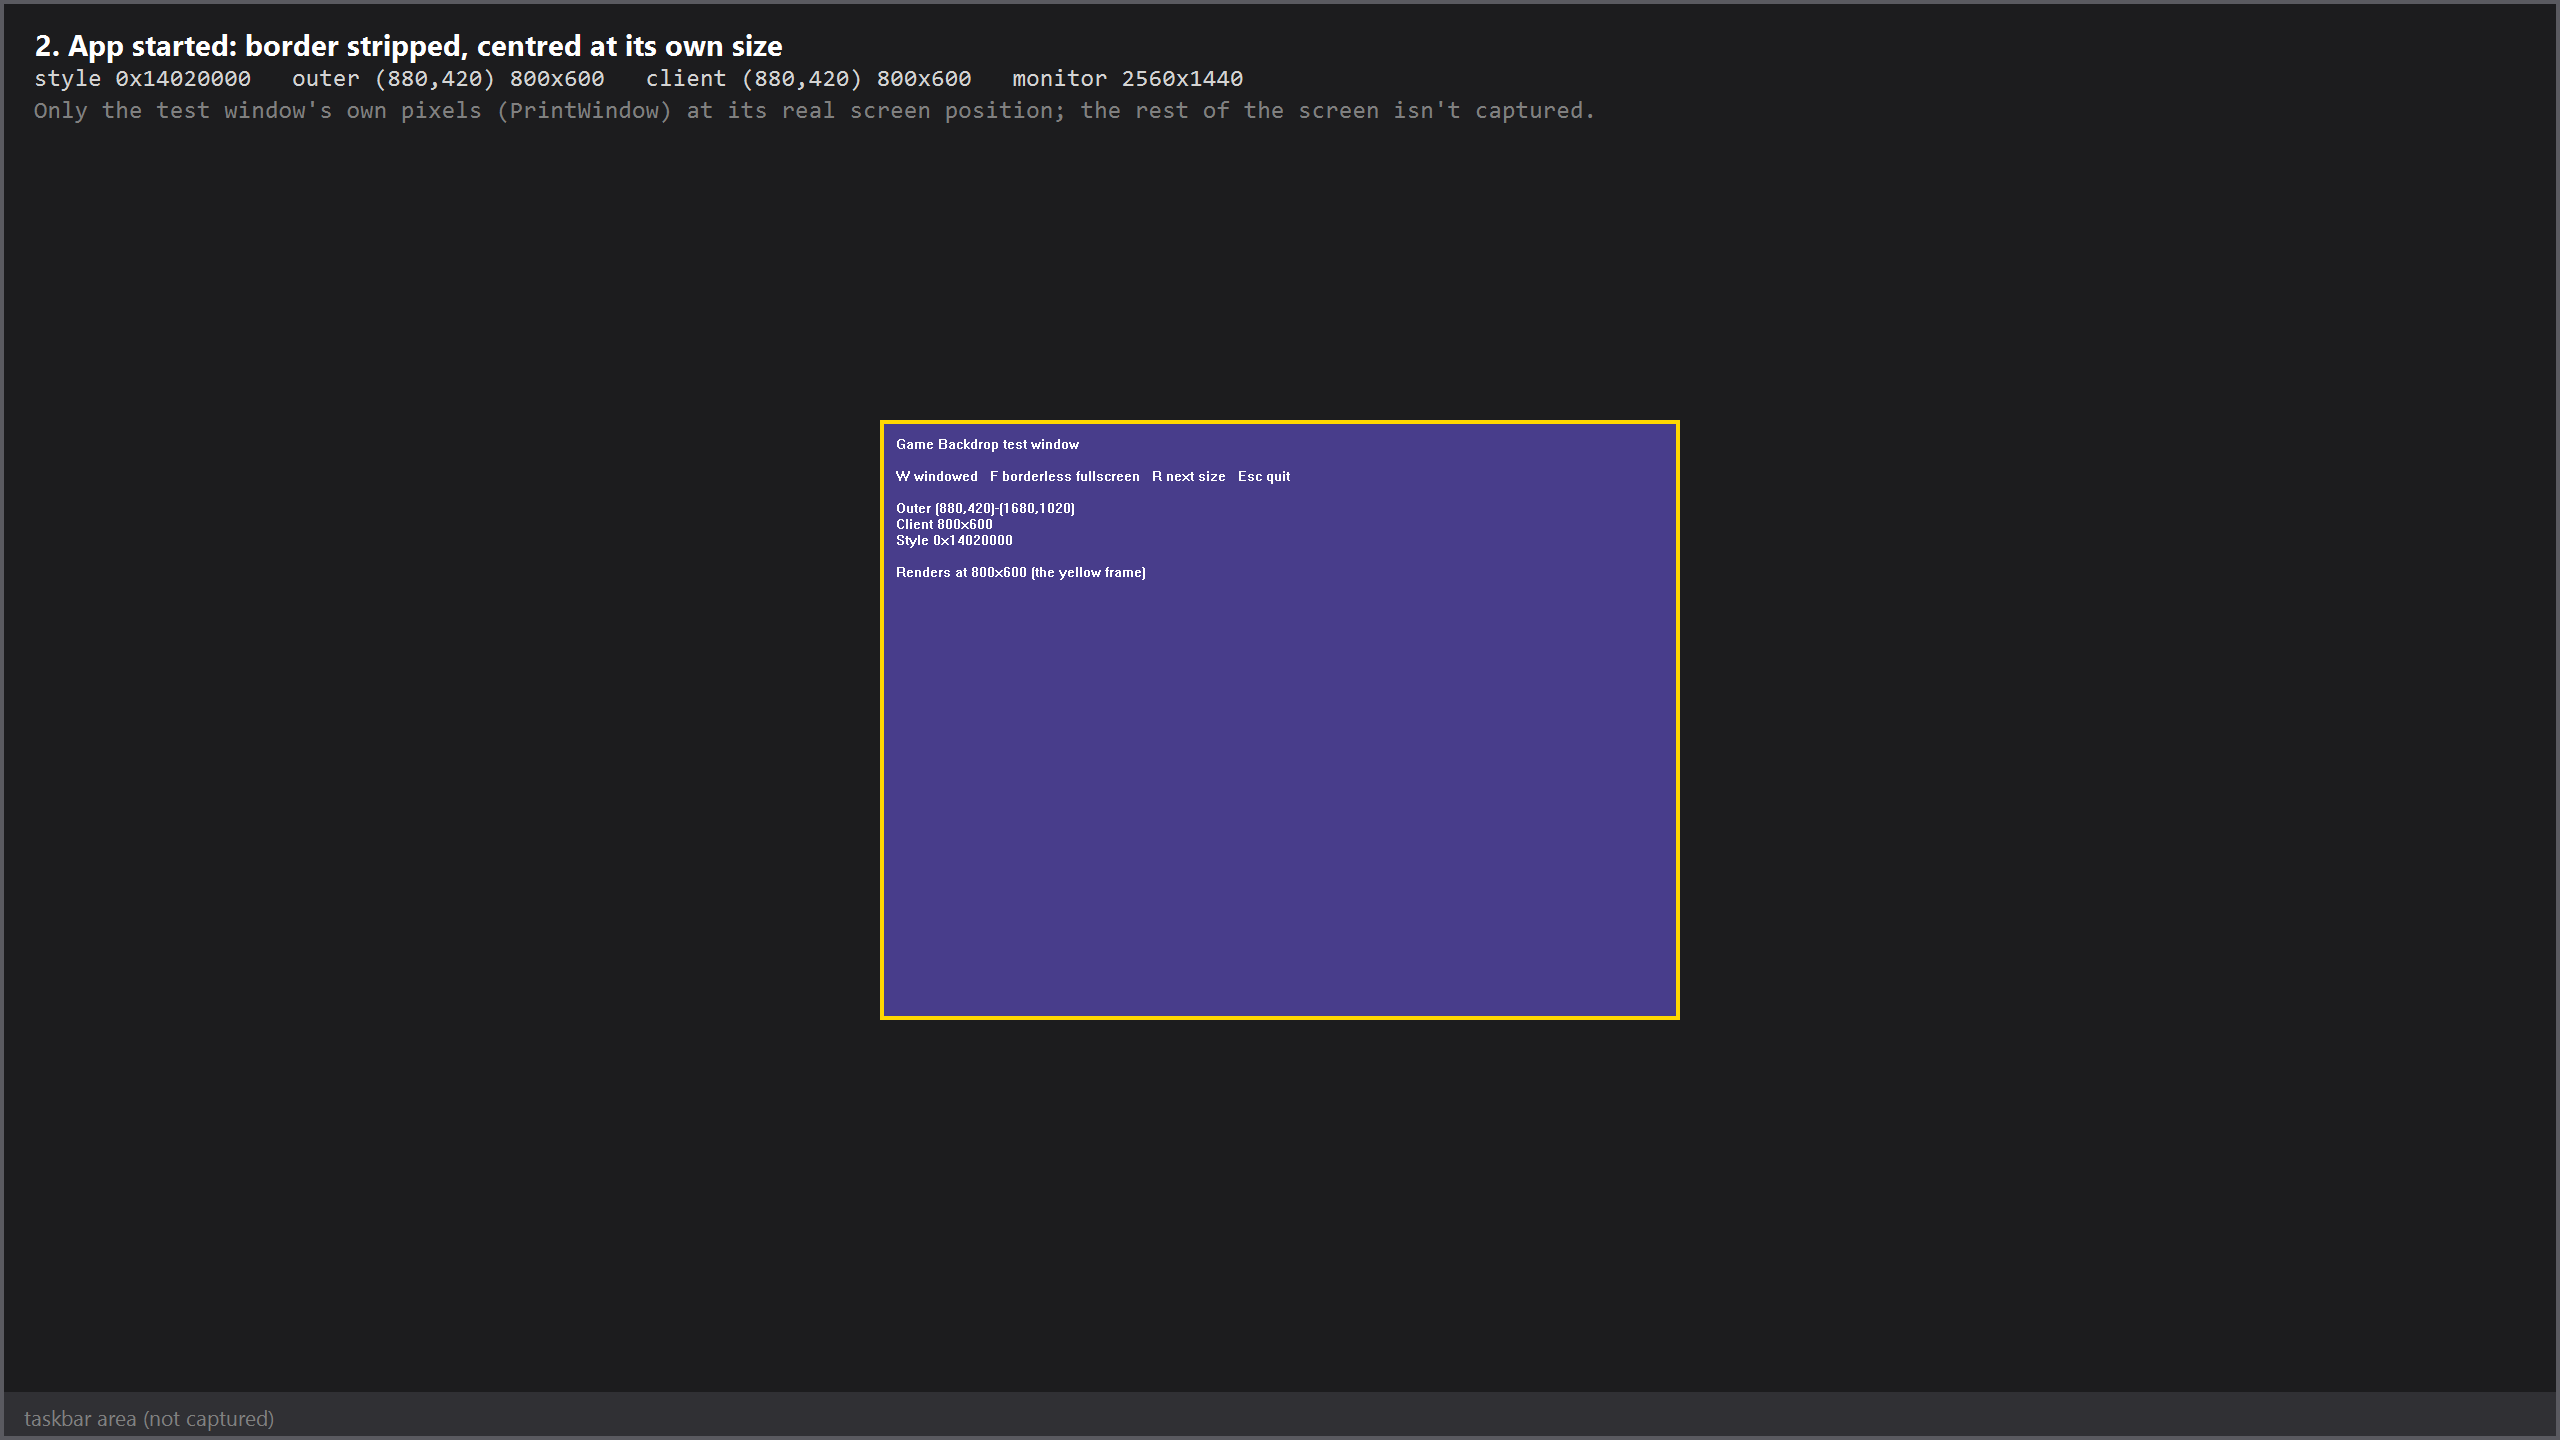 2. App started: border stripped, centred at its own size
style 0x14020000   outer (880,420) 800x600   client (880,420) 800x600   monitor 2560x1440
Only the test window's own pixels (PrintWindow) at its real screen position; the rest of the screen isn't captured.
Game Backdrop test window
W windowed   F borderless fullscreen   R next size   Esc quit
Outer (880,420)-(1680,1020)
Client 800x600
Style 0x14020000
Renders at 800x600 (the yellow frame)
taskbar area (not captured)